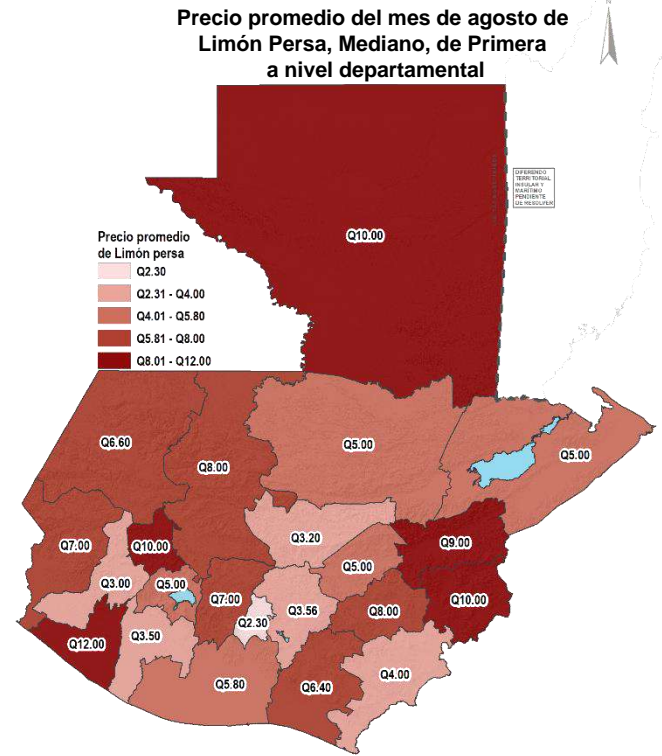 Precio promedio del mes de agosto de
Limón Persa, Mediano, de Primera
a nivel departamental
N
DIFERENDO
TERRITORIAL
INSULAR Y
MARÍTIMO
PENDIENTE
DE RESOLVER
Q10.00
Precio promedio
de Limón persa
Q2.30
Q2.31 - Q4.00
Q4.01 - Q5.80
Q5.81 - Q8.00
Q8.01 - Q12.00
Q6.60
Q8.00
Q5.00
Q5.00
Q7.00
Q10.00
Q3.20
Q9.00
Q3.00
Q5.00
Q5.00
Q7.00
Q3.56
Q8.00
Q10.00
Q12.00
Q3.50
Q2.30
Q5.80
Q6.40
Q4.00